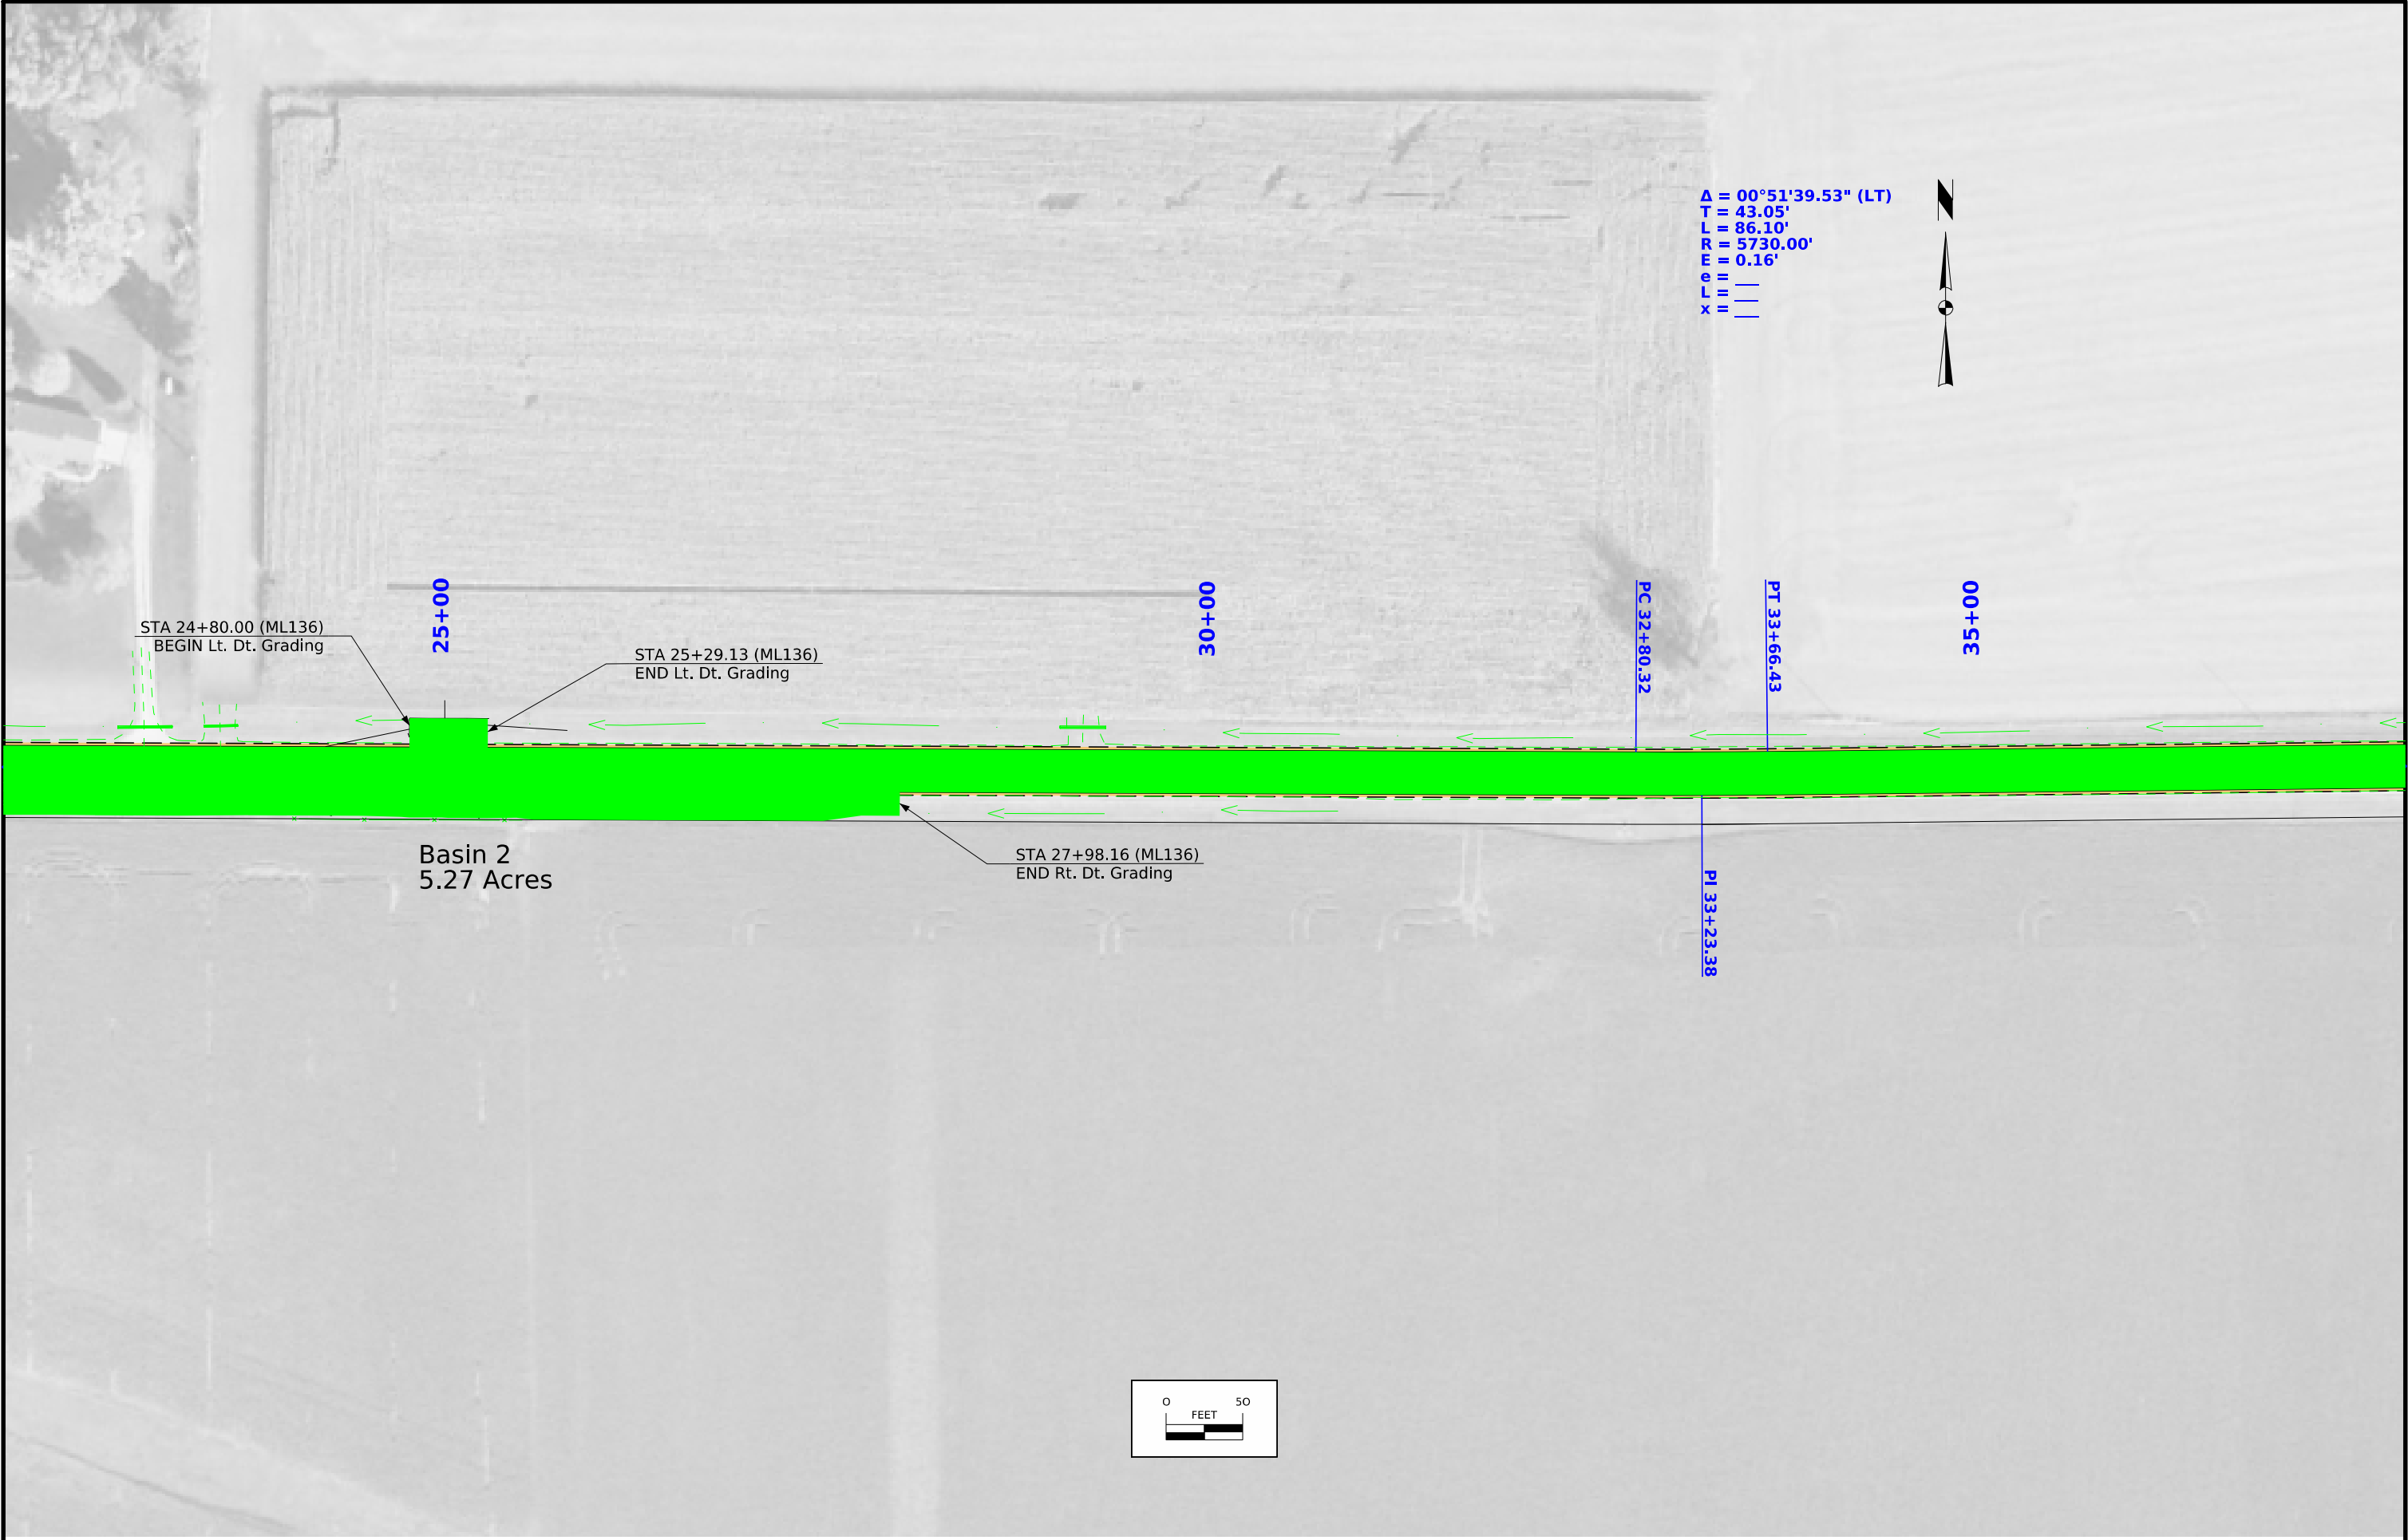 Δ = 00°51'39.53" (LT)
T = 43.05'
L = 86.10'
R = 5730.00'
E = 0.16'
e = ___
L = ___
x = ___
N
25+00
30+00
PC 32+80.32
PT 33+66.43
35+00
STA 24+80.00 (ML136)
BEGIN Lt. Dt. Grading
STA 25+29.13 (ML136)
END Lt. Dt. Grading
Basin 2
5.27 Acres
STA 27+98.16 (ML136)
END Rt. Dt. Grading
PI 33+23.38
0 50
FEET